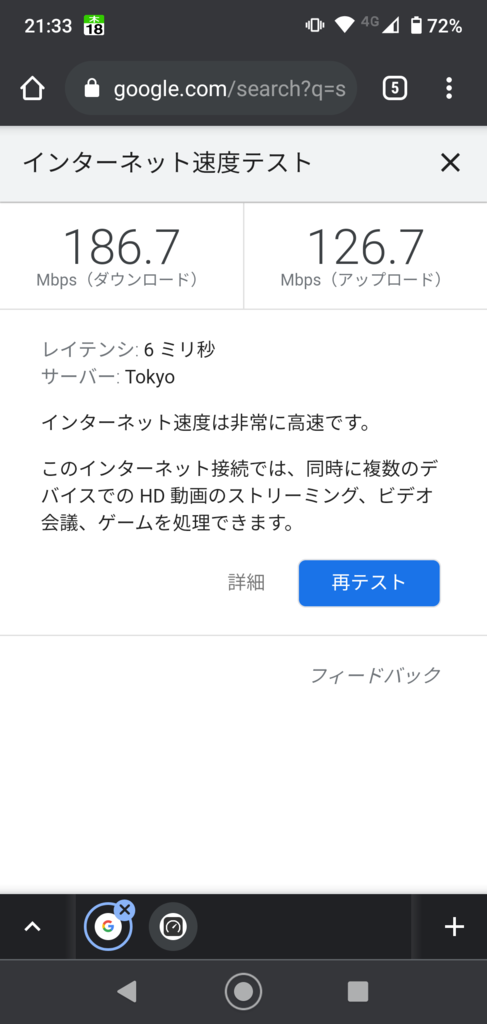 21:33 木 18 4G 72%
google.com/search?q=s 5
インターネット速度テスト
186.7 126.7
Mbps（ダウンロード） Mbps（アップロード）
レイテンシ: 6 ミリ秒
サーバー: Tokyo
インターネット速度は非常に高速です。
このインターネット接続では、同時に複数のデ
バイスでの HD 動画のストリーミング、ビデオ
会議、ゲームを処理できます。
詳細 再テスト
フィードバック
G